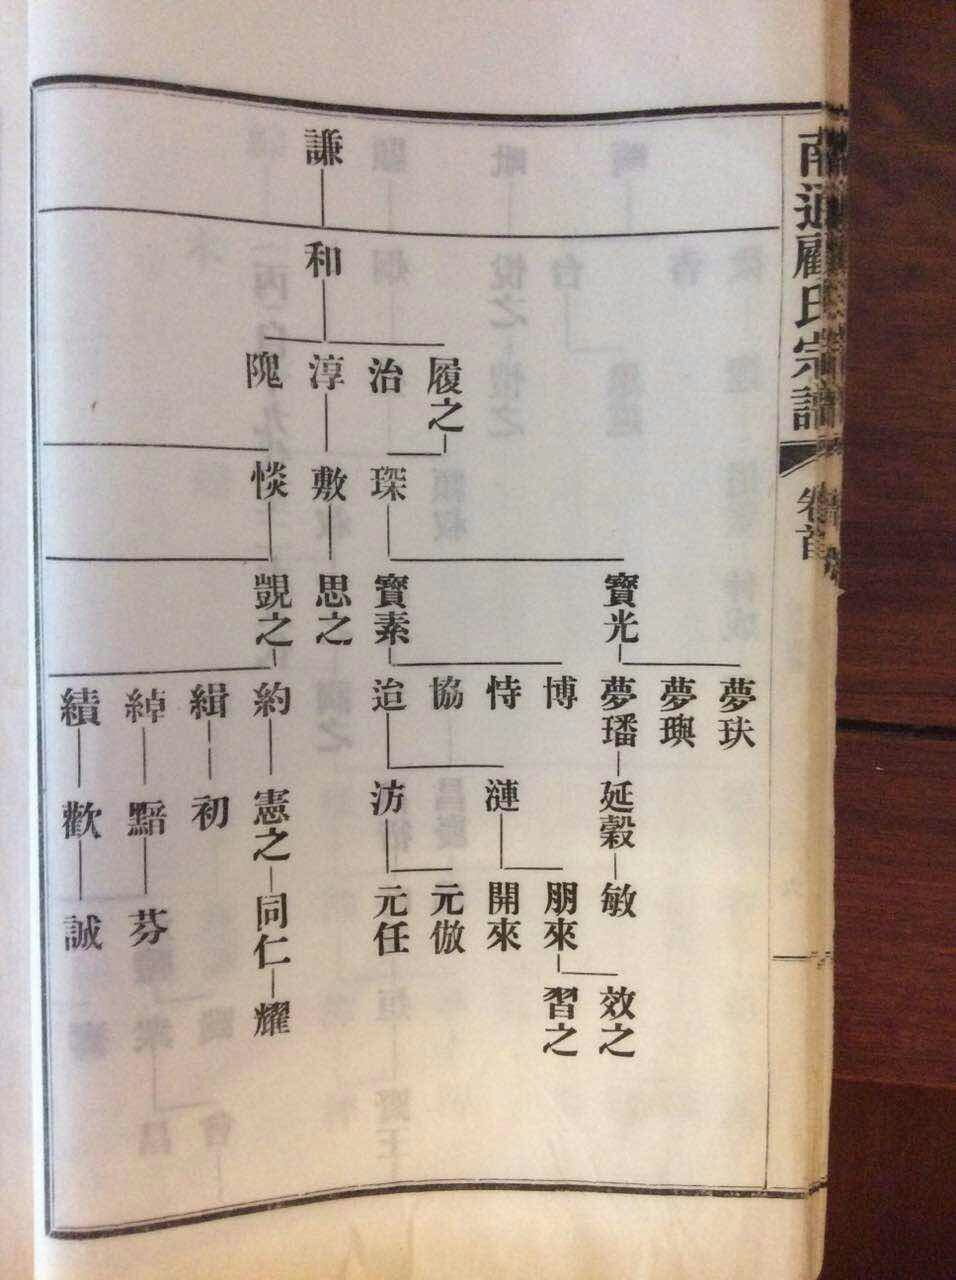 南通顧氏宗譜
卷首
謙
和
履之
治
淳
隗
琛
敷
惔
寶光
寶素
思之
覬之
夢玞
夢璵
夢璠
博
恃
協
迨
約
緝
綽
績
延穀
漣
汸
憲之
初
黯
歡
敏
朋來
開來
元倣
元任
同仁
芬
誠
效之
習之
耀